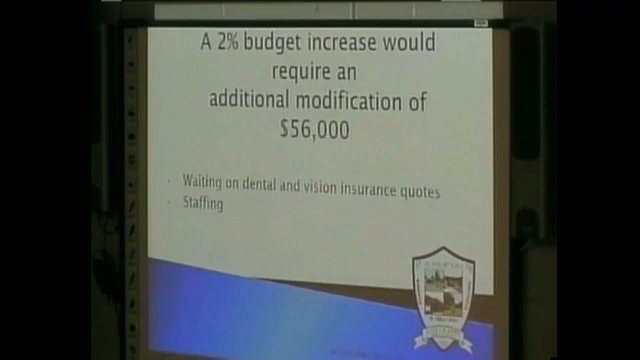 A 2% budget increase would
require an
additional modification of
$56,000
Waiting on dental and vision insurance quotes
Staffing